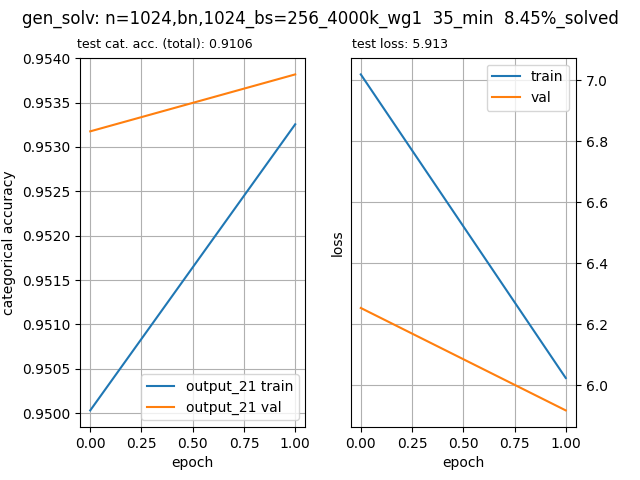 gen_solv: n=1024,bn,1024_bs=256_4000k_wg1  35_min  8.45%_solved
test cat. acc. (total): 0.9106
test loss: 5.913
0.9540
0.9535
0.9530
0.9525
0.9520
0.9515
0.9510
0.9505
0.9500
categorical accuracy
output_21 train
output_21 val
0.00 0.25 0.50 0.75 1.00
epoch
train
val
loss
7.0
6.8
6.6
6.4
6.2
6.0
0.00 0.25 0.50 0.75 1.00
epoch